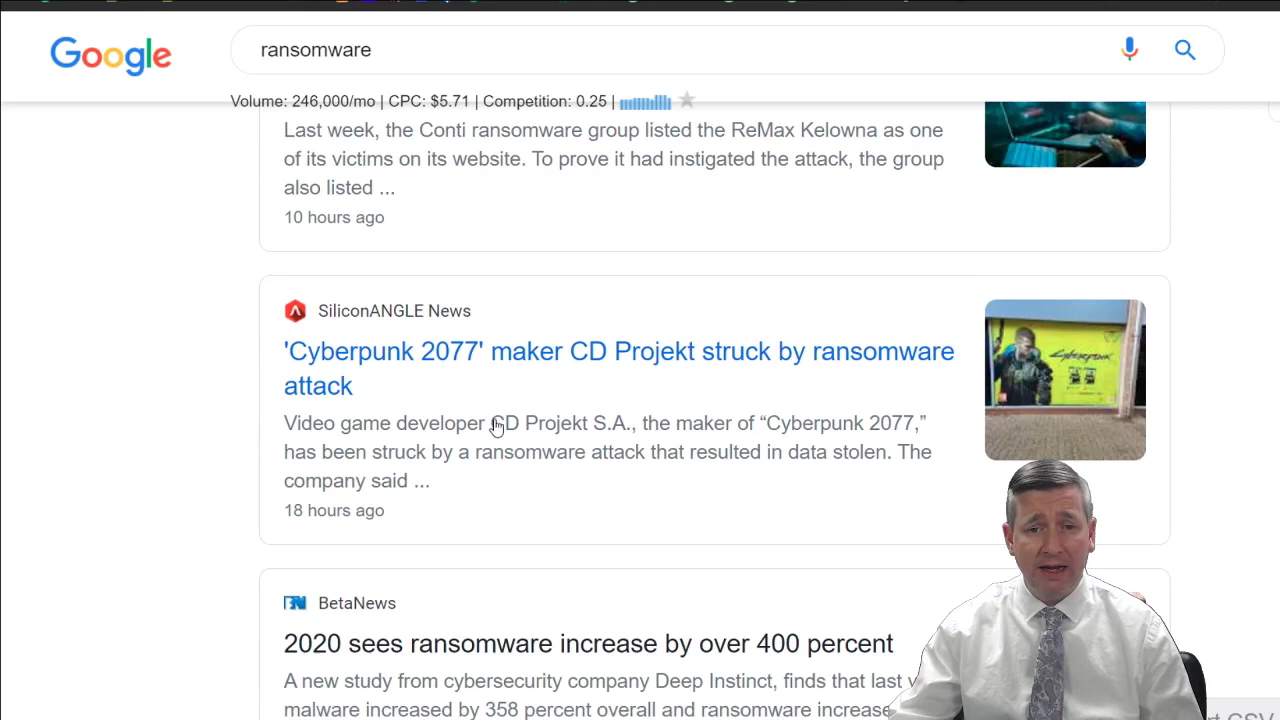 Google
ransomware
Volume: 246,000/mo | CPC: $5.71 | Competition: 0.25 |
Last week, the Conti ransomware group listed the ReMax Kelowna as one
of its victims on its website. To prove it had instigated the attack, the group
also listed ...
10 hours ago
SiliconANGLE News
'Cyberpunk 2077' maker CD Projekt struck by ransomware
attack
CYBERPUNK
Video game developer CD Projekt S.A., the maker of “Cyberpunk 2077,”
has been struck by a ransomware attack that resulted in data stolen. The
company said ...
18 hours ago
BetaNews
2020 sees ransomware increase by over 400 percent
A new study from cybersecurity company Deep Instinct, finds that last
malware increased by 358 percent overall and ransomware increase
CSV